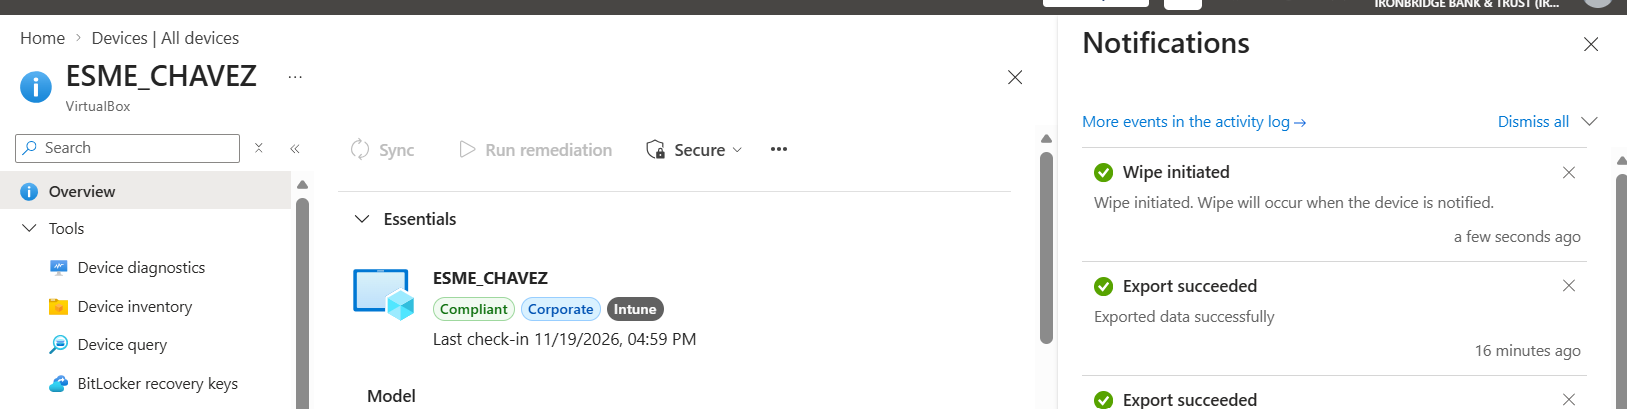 IRONBRIDGE BANK & TRUST (IR...
Home > Devices | All devices
ESME_CHAVEZ ...
VirtualBox
Search
Overview
Tools
Device diagnostics
Device inventory
Device query
BitLocker recovery keys
Sync Run remediation Secure
Essentials
ESME_CHAVEZ
Compliant Corporate Intune
Last check-in 11/19/2026, 04:59 PM
Model
Notifications
More events in the activity log → Dismiss all
Wipe initiated
Wipe initiated. Wipe will occur when the device is notified.
a few seconds ago
Export succeeded
Exported data successfully
16 minutes ago
Export succeeded